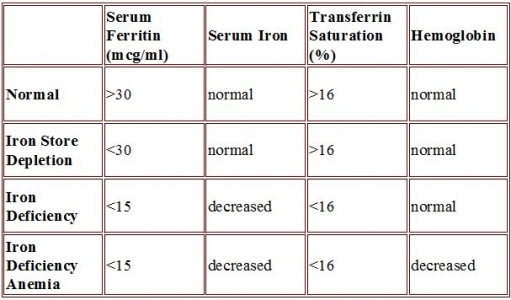 Serum Ferritin (mcg/ml) Serum Iron Transferrin Saturation (%) Hemoglobin
Normal >30 normal >16 normal
Iron Store Depletion <30 normal >16 normal
Iron Deficiency <15 decreased <16 normal
Iron Deficiency Anemia <15 decreased <16 decreased